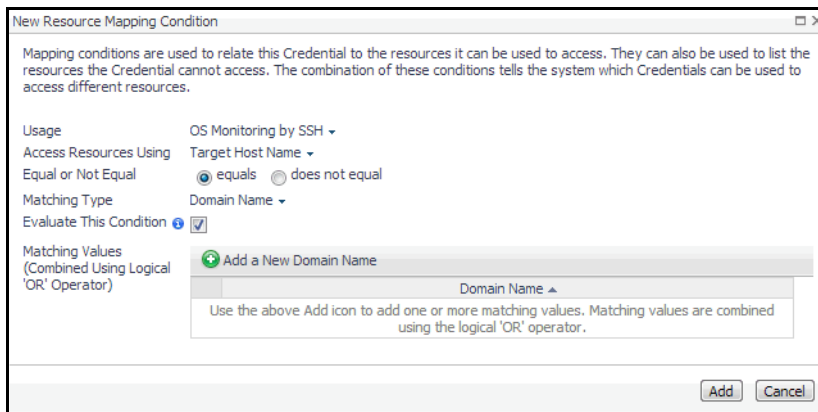 New Resource Mapping Condition
Mapping conditions are used to relate this Credential to the resources it can be used to access. They can also be used to list the
resources the Credential cannot access. The combination of these conditions tells the system which Credentials can be used to
access different resources.
Usage OS Monitoring by SSH
Access Resources Using Target Host Name
Equal or Not Equal equals does not equal
Matching Type Domain Name
Evaluate This Condition
Matching Values
(Combined Using Logical
'OR' Operator)
Add a New Domain Name
Domain Name
Use the above Add icon to add one or more matching values. Matching values are combined
using the logical 'OR' operator.
Add Cancel